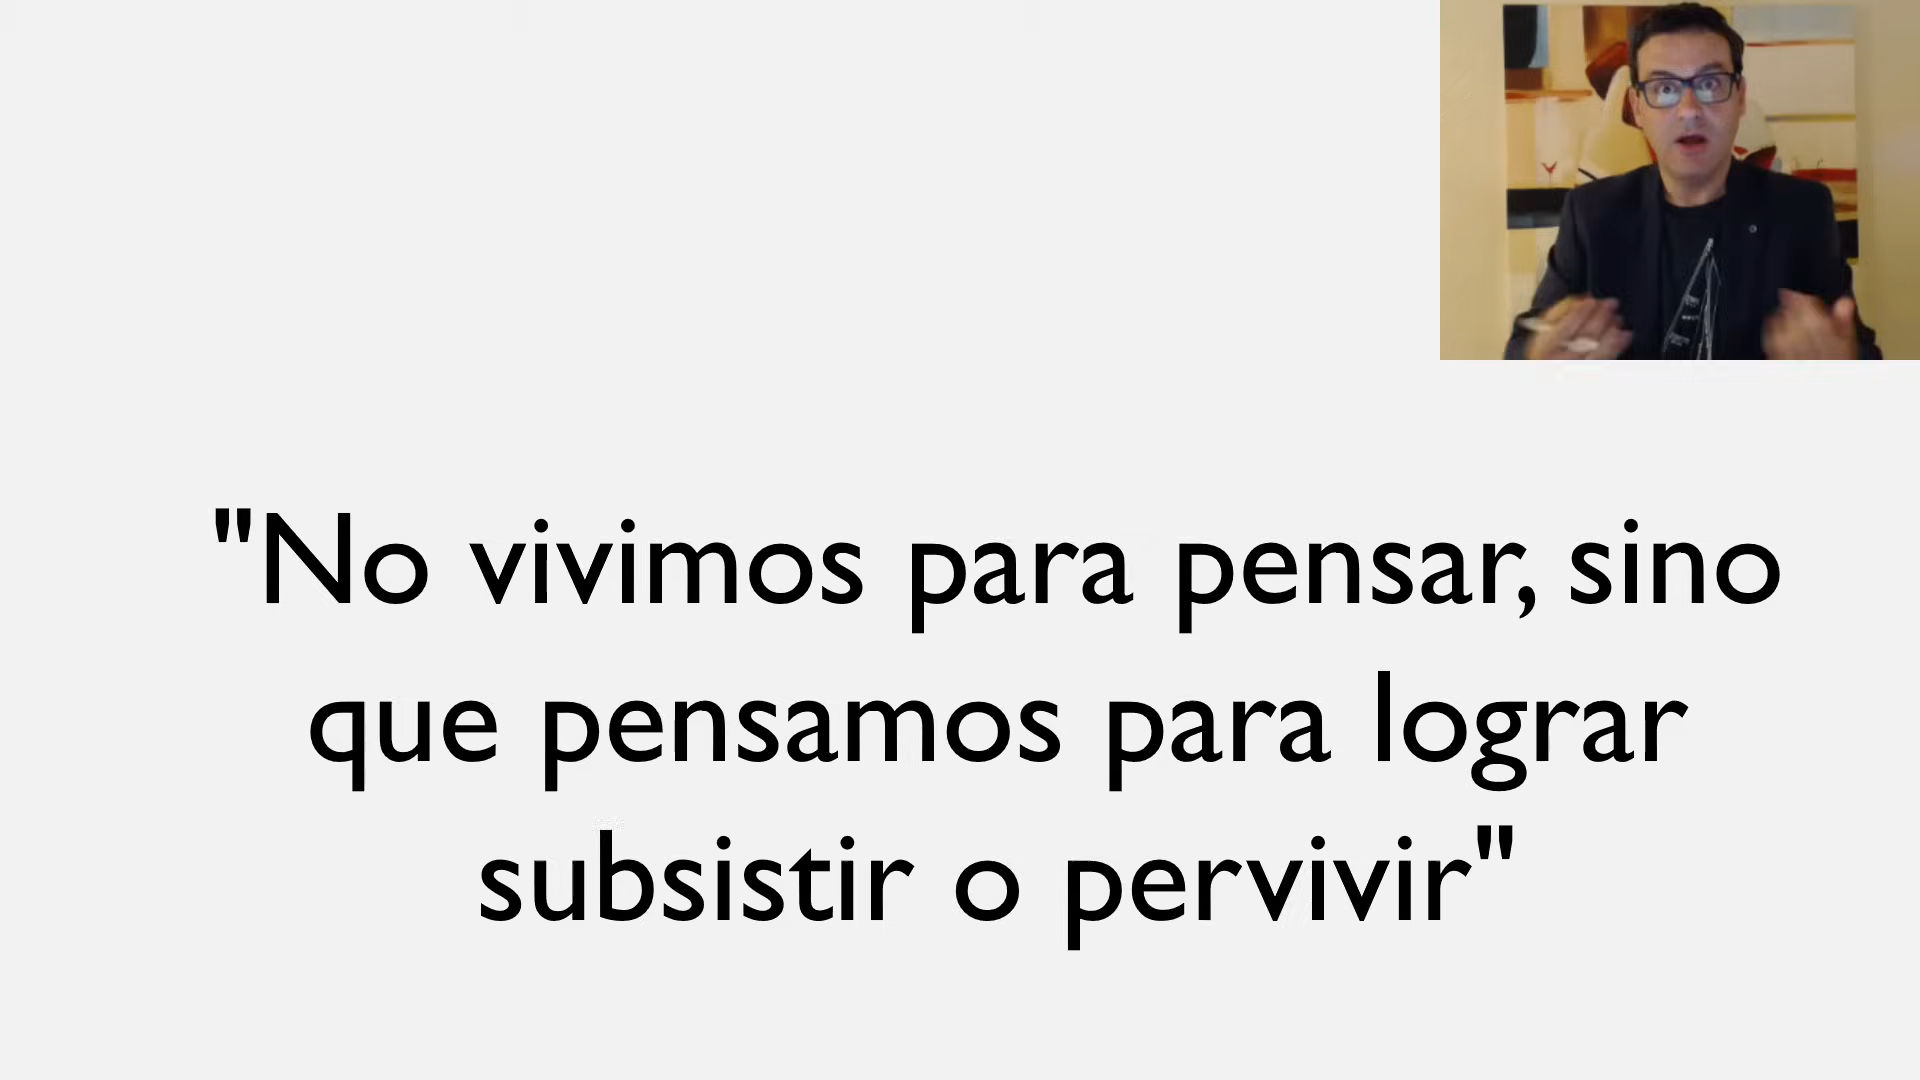 "No vivimos para pensar, sino
que pensamos para lograr
subsistir o pervivir"